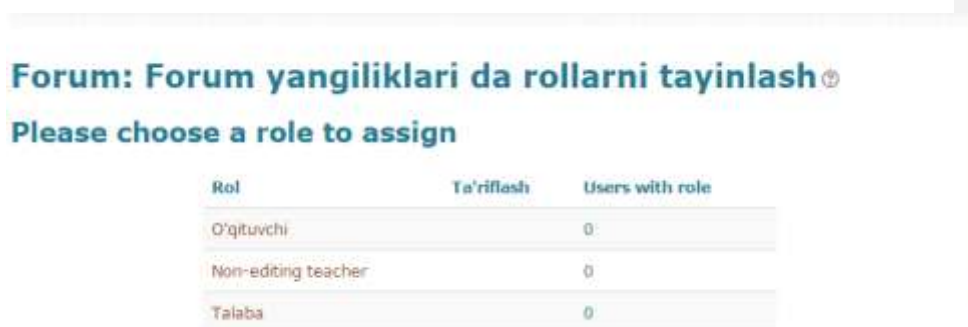 Forum: Forum yangiliklari da rollarni tayinlash
Please choose a role to assign
Rol Ta'riflash Users with role
O'qituvchi 0
Non-editing teacher 0
Talaba 0